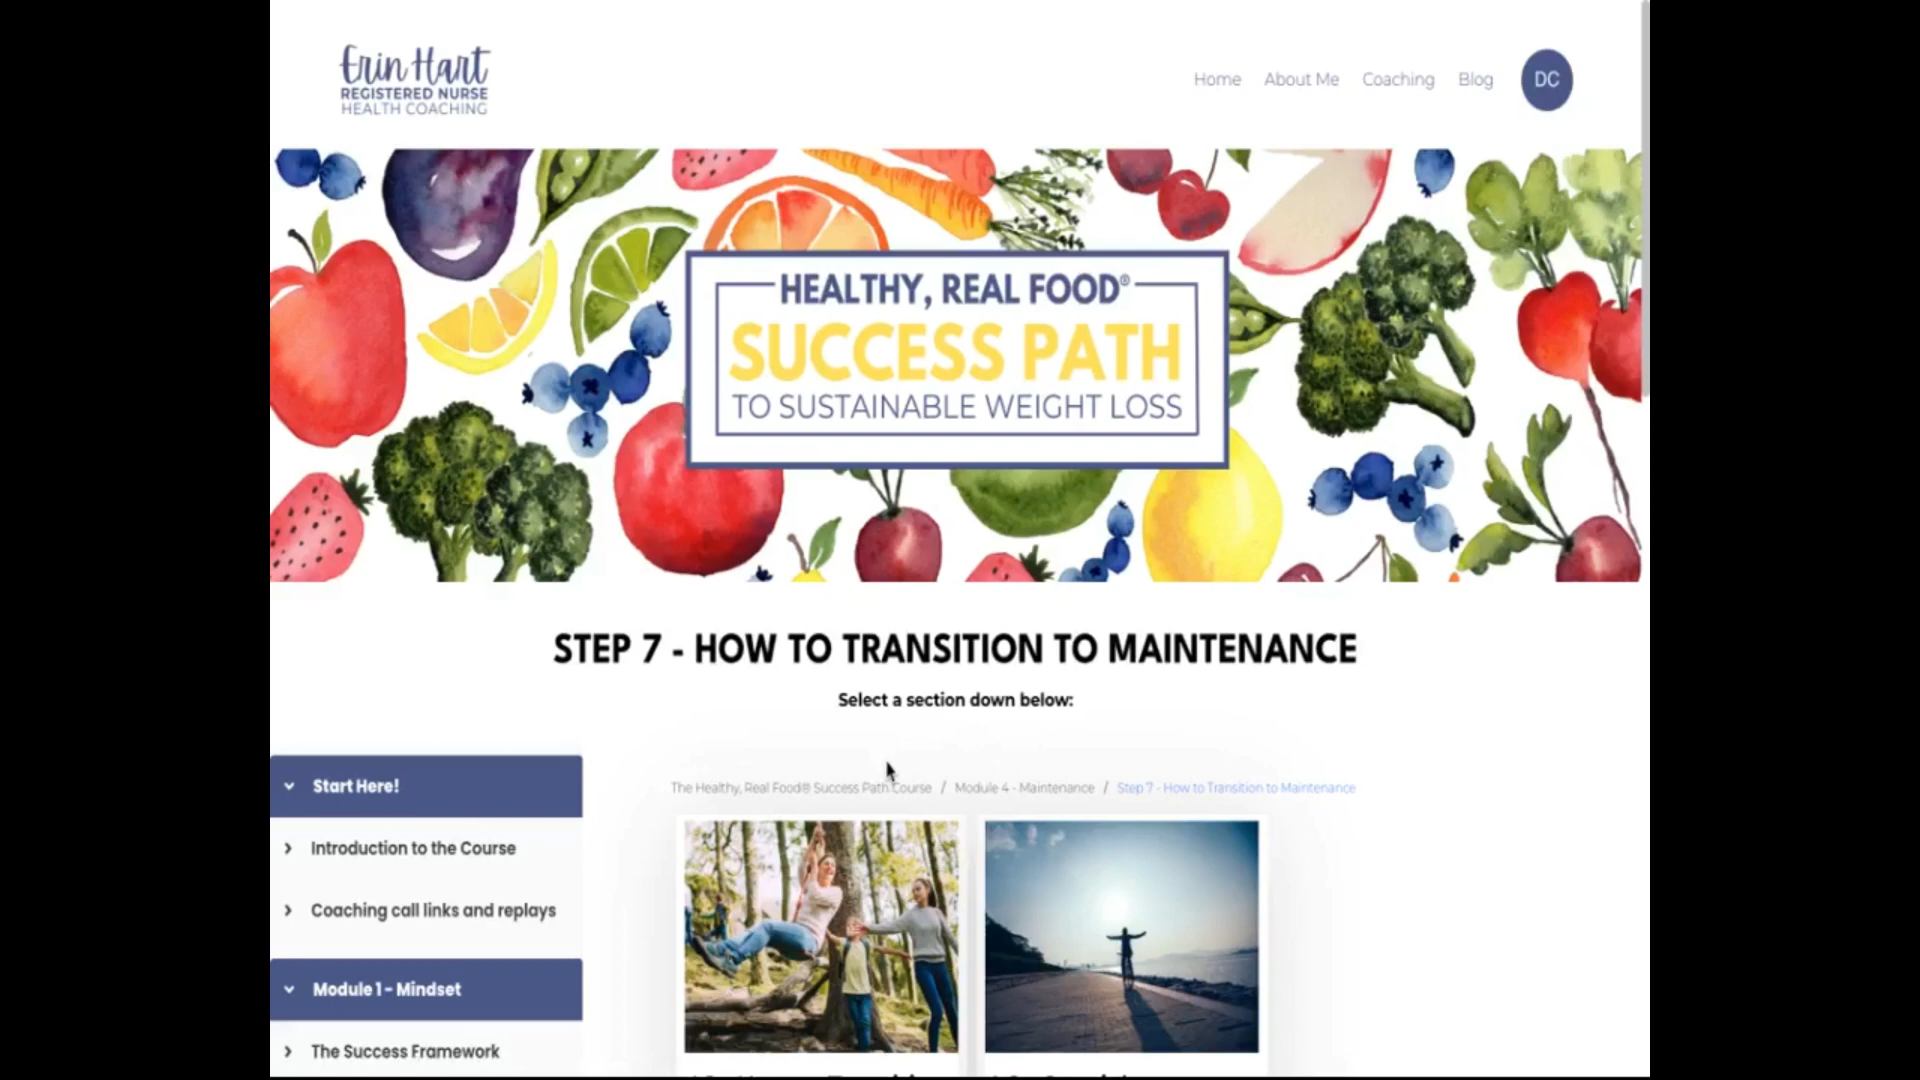 Erin Hart
REGISTERED NURSE
HEALTH COACHING
Home About Me Coaching Blog DC
HEALTHY, REAL FOOD®
SUCCESS PATH
TO SUSTAINABLE WEIGHT LOSS
STEP 7 - HOW TO TRANSITION TO MAINTENANCE
Select a section down below:
The Healthy, Real Food® Success Path Course / Module 4 - Maintenance / Step 7 - How to Transition to Maintenance
Start Here!
Introduction to the Course
Coaching call links and replays
Module 1 - Mindset
The Success Framework